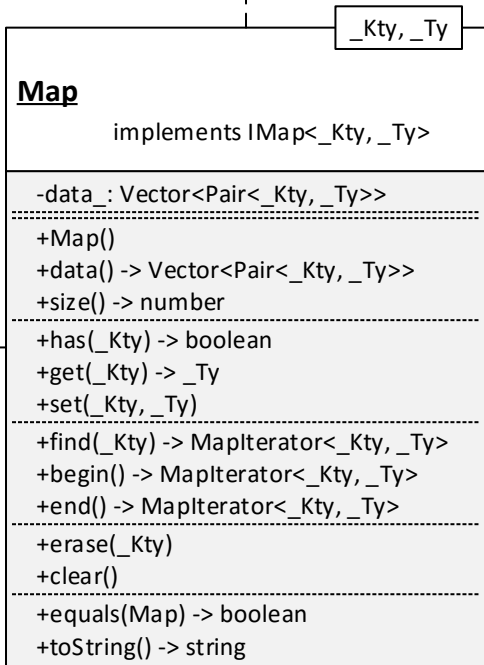 _Kty, _Ty
Map
implements IMap<_Kty, _Ty>
-data_: Vector<Pair<_Kty, _Ty>>
+Map()
+data() -> Vector<Pair<_Kty, _Ty>>
+size() -> number
+has(_Kty) -> boolean
+get(_Kty) -> _Ty
+set(_Kty, _Ty)
+find(_Kty) -> MapIterator<_Kty, _Ty>
+begin() -> MapIterator<_Kty, _Ty>
+end() -> MapIterator<_Kty, _Ty>
+erase(_Kty)
+clear()
+equals(Map) -> boolean
+toString() -> string